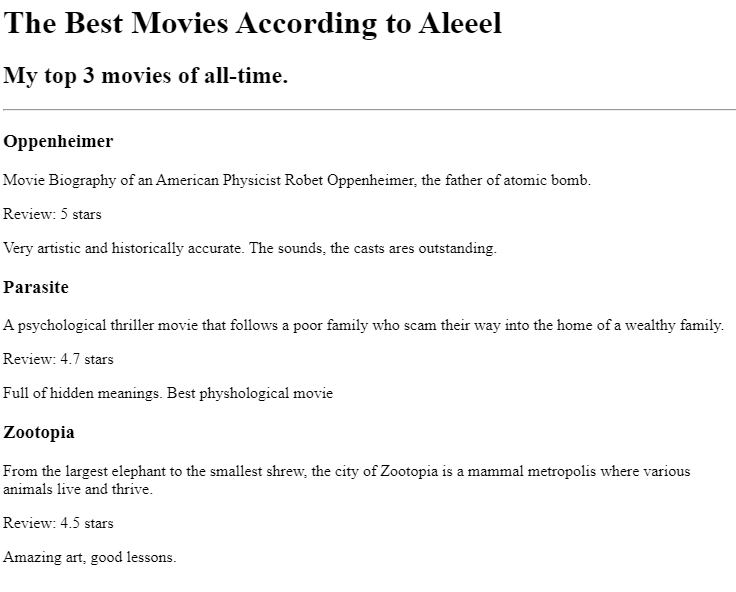 The Best Movies According to Aleeel
My top 3 movies of all-time.
Oppenheimer
Movie Biography of an American Physicist Robet Oppenheimer, the father of atomic bomb.
Review: 5 stars
Very artistic and historically accurate. The sounds, the casts ares outstanding.
Parasite
A psychological thriller movie that follows a poor family who scam their way into the home of a wealthy family.
Review: 4.7 stars
Full of hidden meanings. Best physhological movie
Zootopia
From the largest elephant to the smallest shrew, the city of Zootopia is a mammal metropolis where various
animals live and thrive.
Review: 4.5 stars
Amazing art, good lessons.